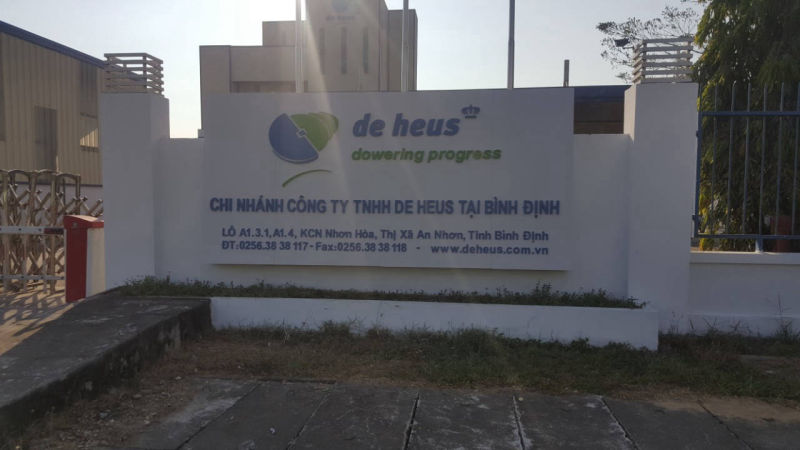 de heus
dowering progress
CHI NHÁNH CÔNG TY TNHH DE HEUS TẠI BÌNH ĐỊNH
LÔ A1.3.1, A1.4, KCN Nhơn Hòa, Thị Xã An Nhơn, Tỉnh Bình Định
ĐT:0256.38 38 117 - Fax:0256.38 38 118 - www.deheus.com.vn